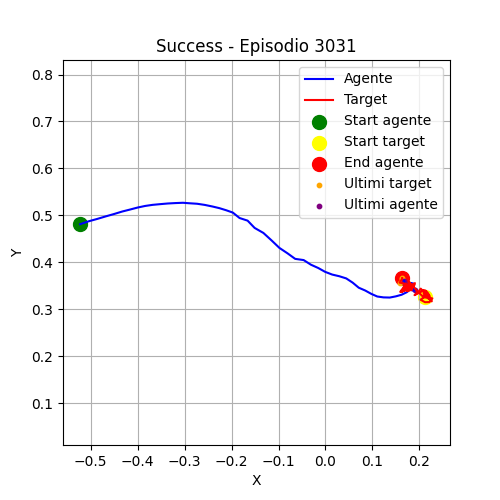 Success - Episodio 3031
Agente
Target
Start agente
Start target
End agente
Ultimi target
Ultimi agente
Y
0.8
0.7
0.6
0.5
0.4
0.3
0.2
0.1
−0.5 −0.4 −0.3 −0.2 −0.1 0.0 0.1 0.2
X